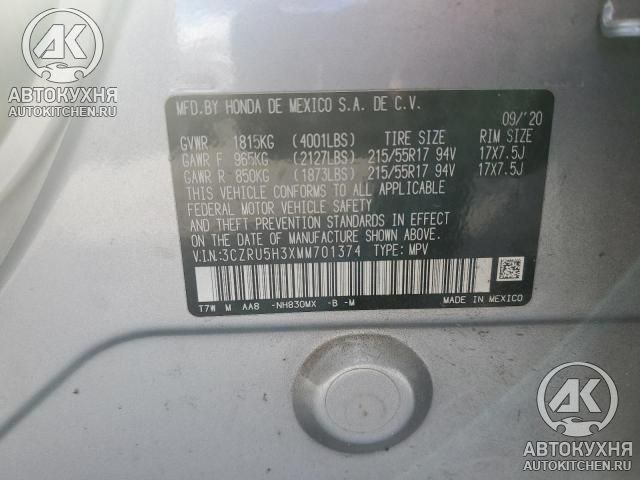 AK
АВТОКУХНЯ
AUTOKITCHEN.RU
MFD.BY HONDA DE MEXICO S.A. DE C.V.
09/'20
GVWR 1815KG (4001LBS) TIRE SIZE RIM SIZE
GAWR F 965KG (2127LBS) 215/55R17 94V 17X7.5J
GAWR R 850KG (1873LBS) 215/55R17 94V 17X7.5J
THIS VEHICLE CONFORMS TO ALL APPLICABLE
FEDERAL MOTOR VEHICLE SAFETY
AND THEFT PREVENTION STANDARDS IN EFFECT
ON THE DATE OF MANUFACTURE SHOWN ABOVE.
V.I.N:3CZRU5H3XMM701374 TYPE: MPV
T7W M AA8 -NH830MX -B -M MADE IN MEXICO
AK
АВТОКУХНЯ
AUTOKITCHEN.RU